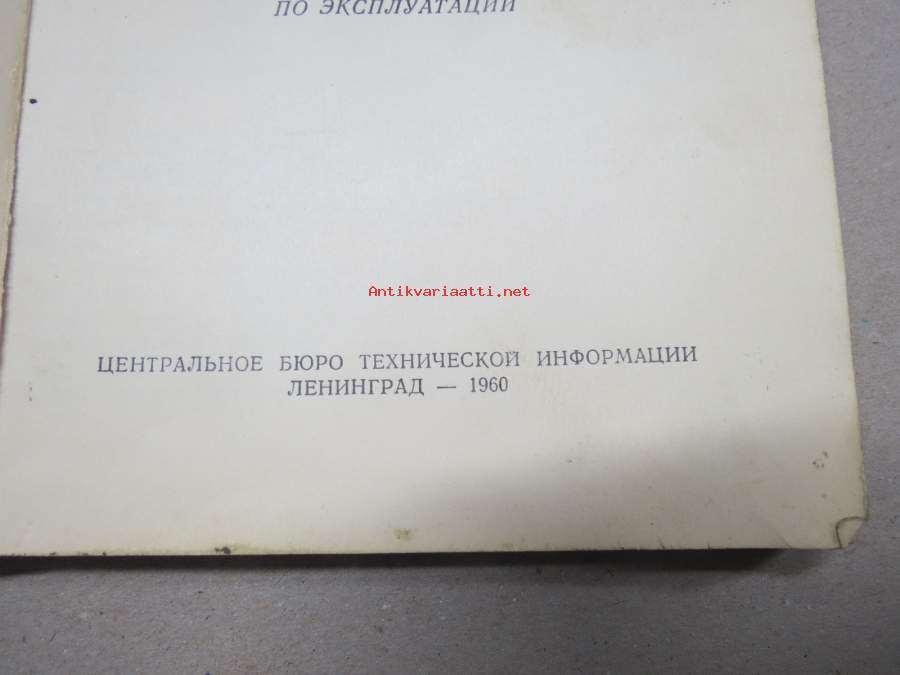 ПО ЭКСПЛУАТАЦИИ
Antikvariaatti.net
ЦЕНТРАЛЬНОЕ БЮРО ТЕХНИЧЕСКОЙ ИНФОРМАЦИИ
ЛЕНИНГРАД — 1960